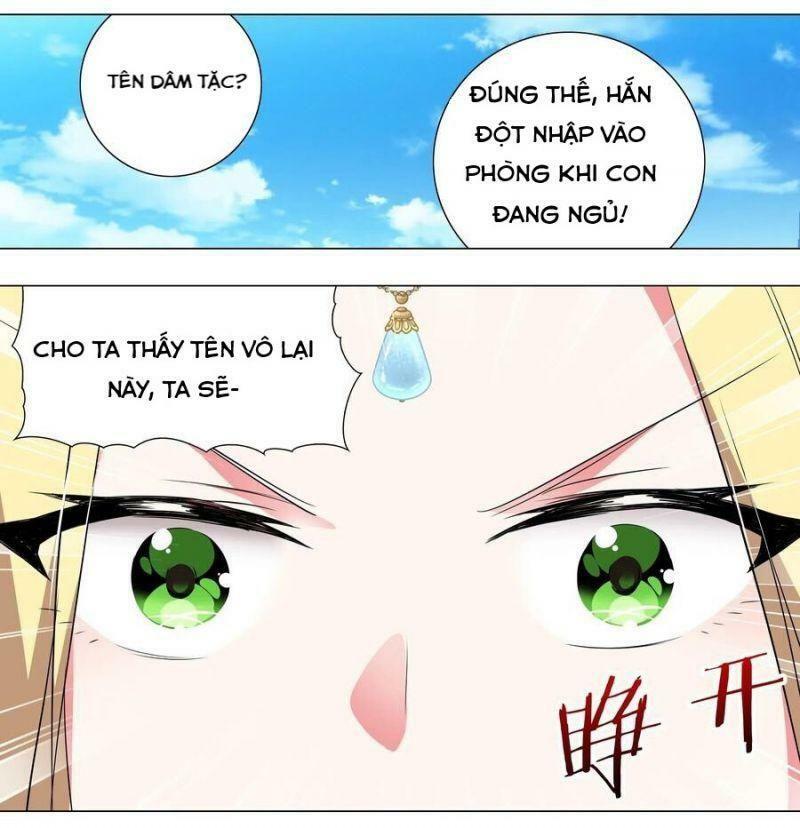 TÊN DÂM TẶC?
ĐÚNG THẾ, HẮN
ĐỘT NHẬP VÀO
PHÒNG KHI CON
ĐANG NGỦ!
CHO TA THẤY TÊN VÔ LẠI
NÀY, TA SẼ-
睁开